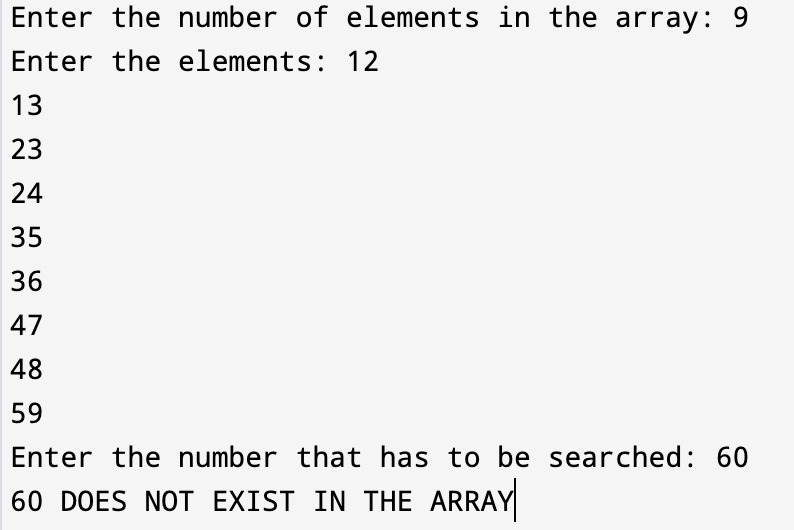 Enter the number of elements in the array: 9
Enter the elements: 12
13
23
24
35
36
47
48
59
Enter the number that has to be searched: 60
60 DOES NOT EXIST IN THE ARRAY